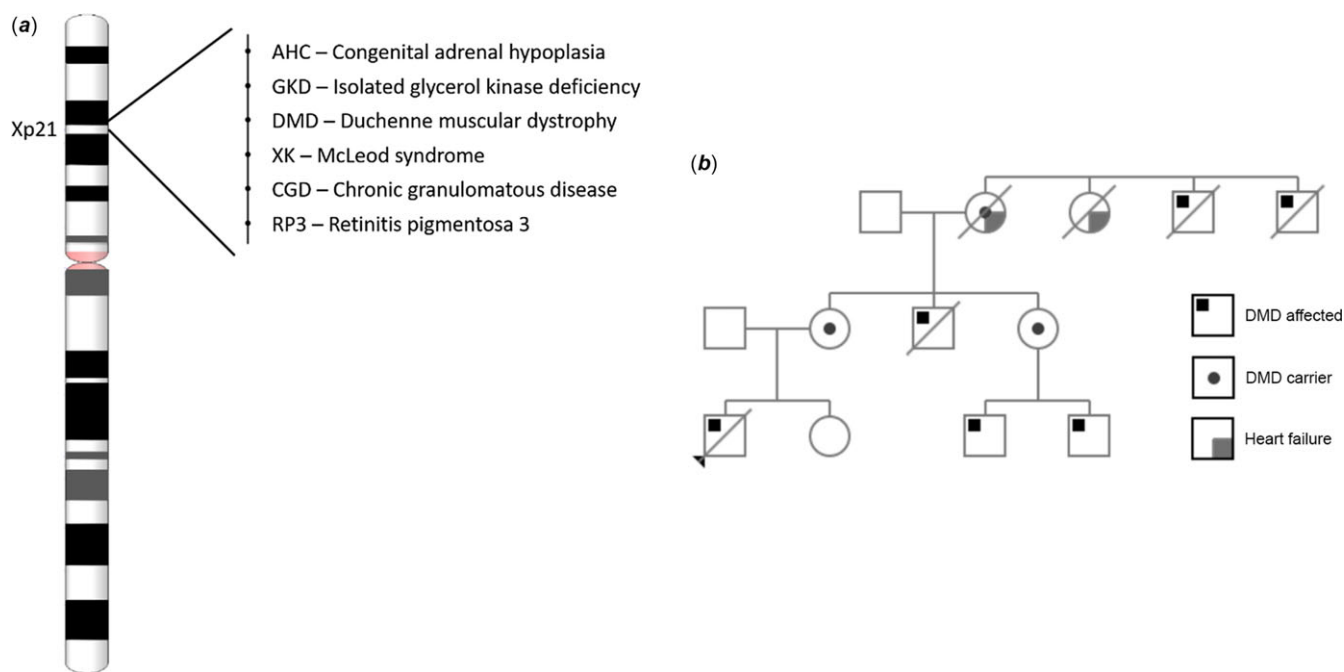 (a)
AHC – Congenital adrenal hypoplasia
GKD – Isolated glycerol kinase deficiency
DMD – Duchenne muscular dystrophy
XK – McLeod syndrome
CGD – Chronic granulomatous disease
RP3 – Retinitis pigmentosa 3
Xp21
(b)
DMD affected
DMD carrier
Heart failure